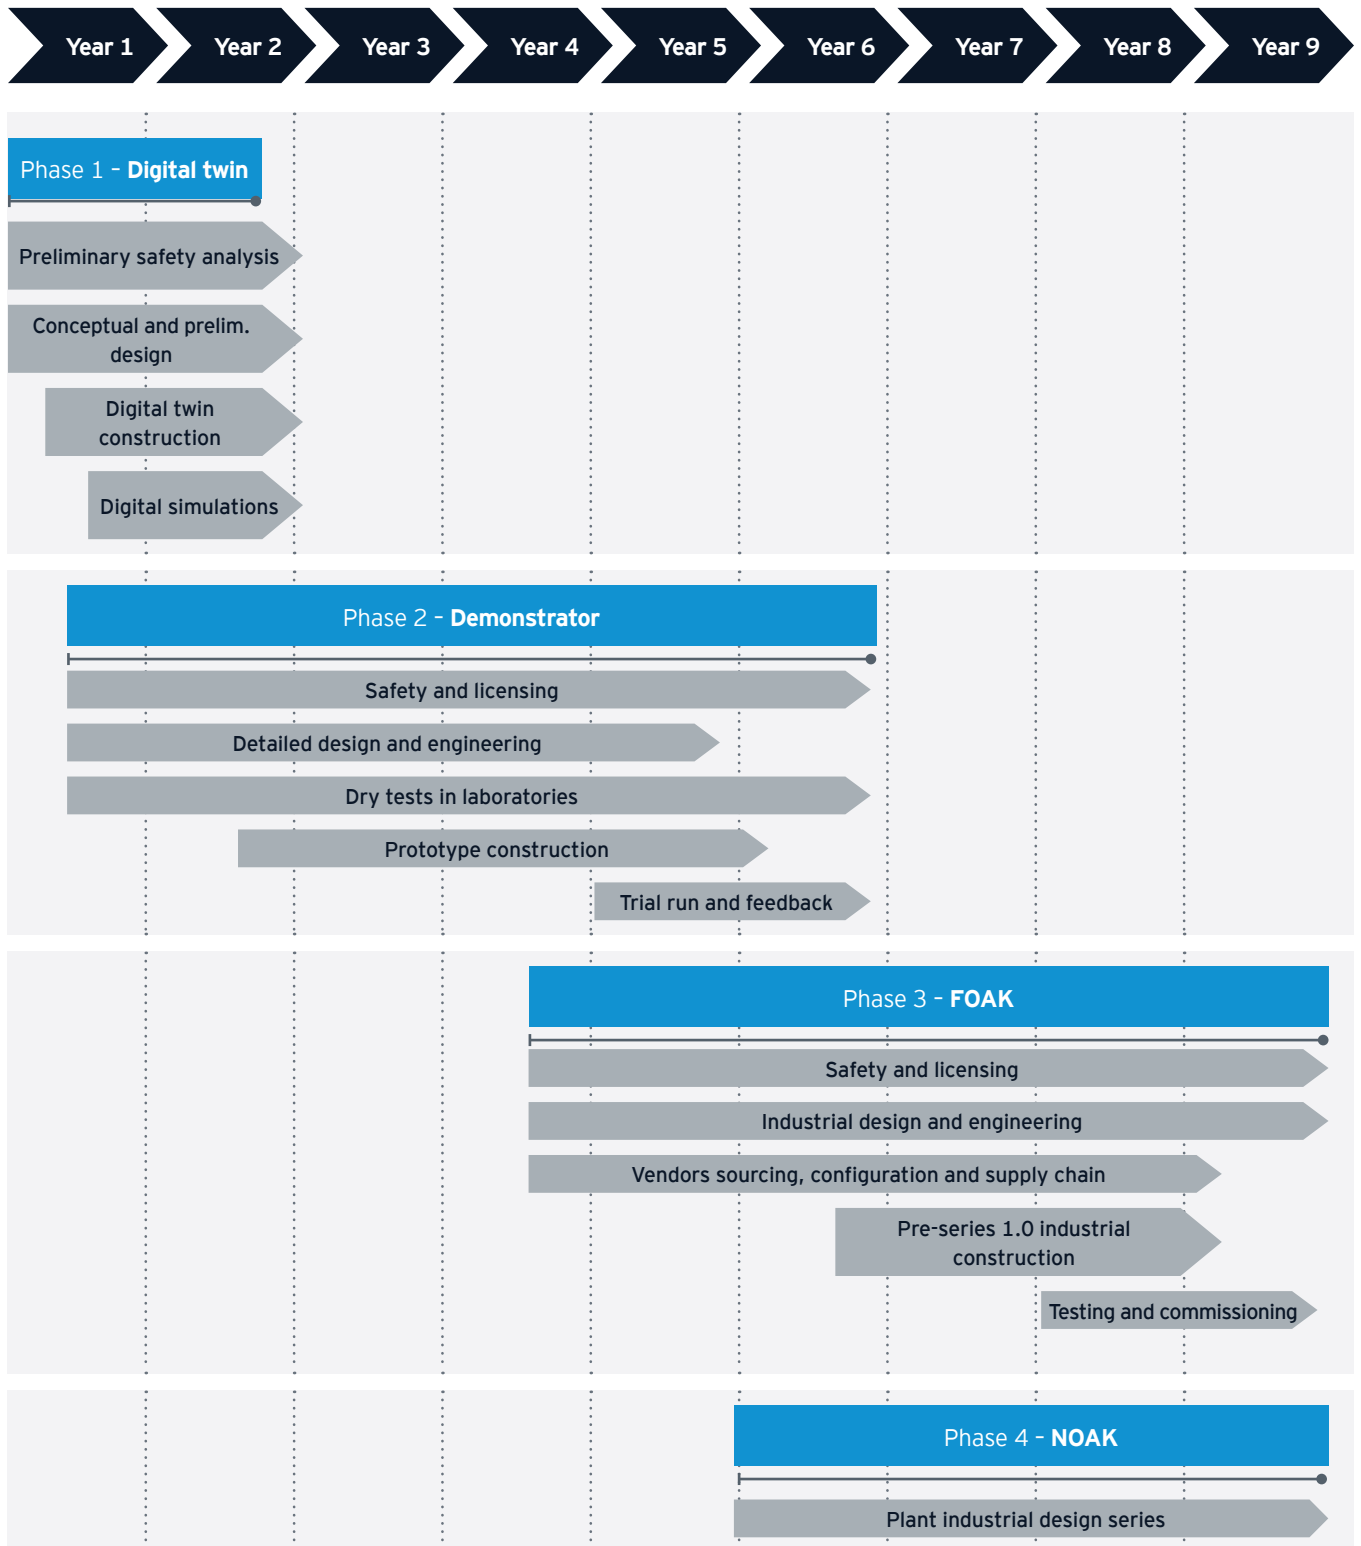 Year 1
Year 2
Year 3
Year 4
Year 5
Year 6
Year 7
Year 8
Year 9
Phase 1 – Digital twin
Preliminary safety analysis
Conceptual and prelim.
design
Digital twin
construction
Digital simulations
Phase 2 – Demonstrator
Safety and licensing
Detailed design and engineering
Dry tests in laboratories
Prototype construction
Trial run and feedback
Phase 3 – FOAK
Safety and licensing
Industrial design and engineering
Vendors sourcing, configuration and supply chain
Pre-series 1.0 industrial
construction
Testing and commissioning
Phase 4 – NOAK
Plant industrial design series